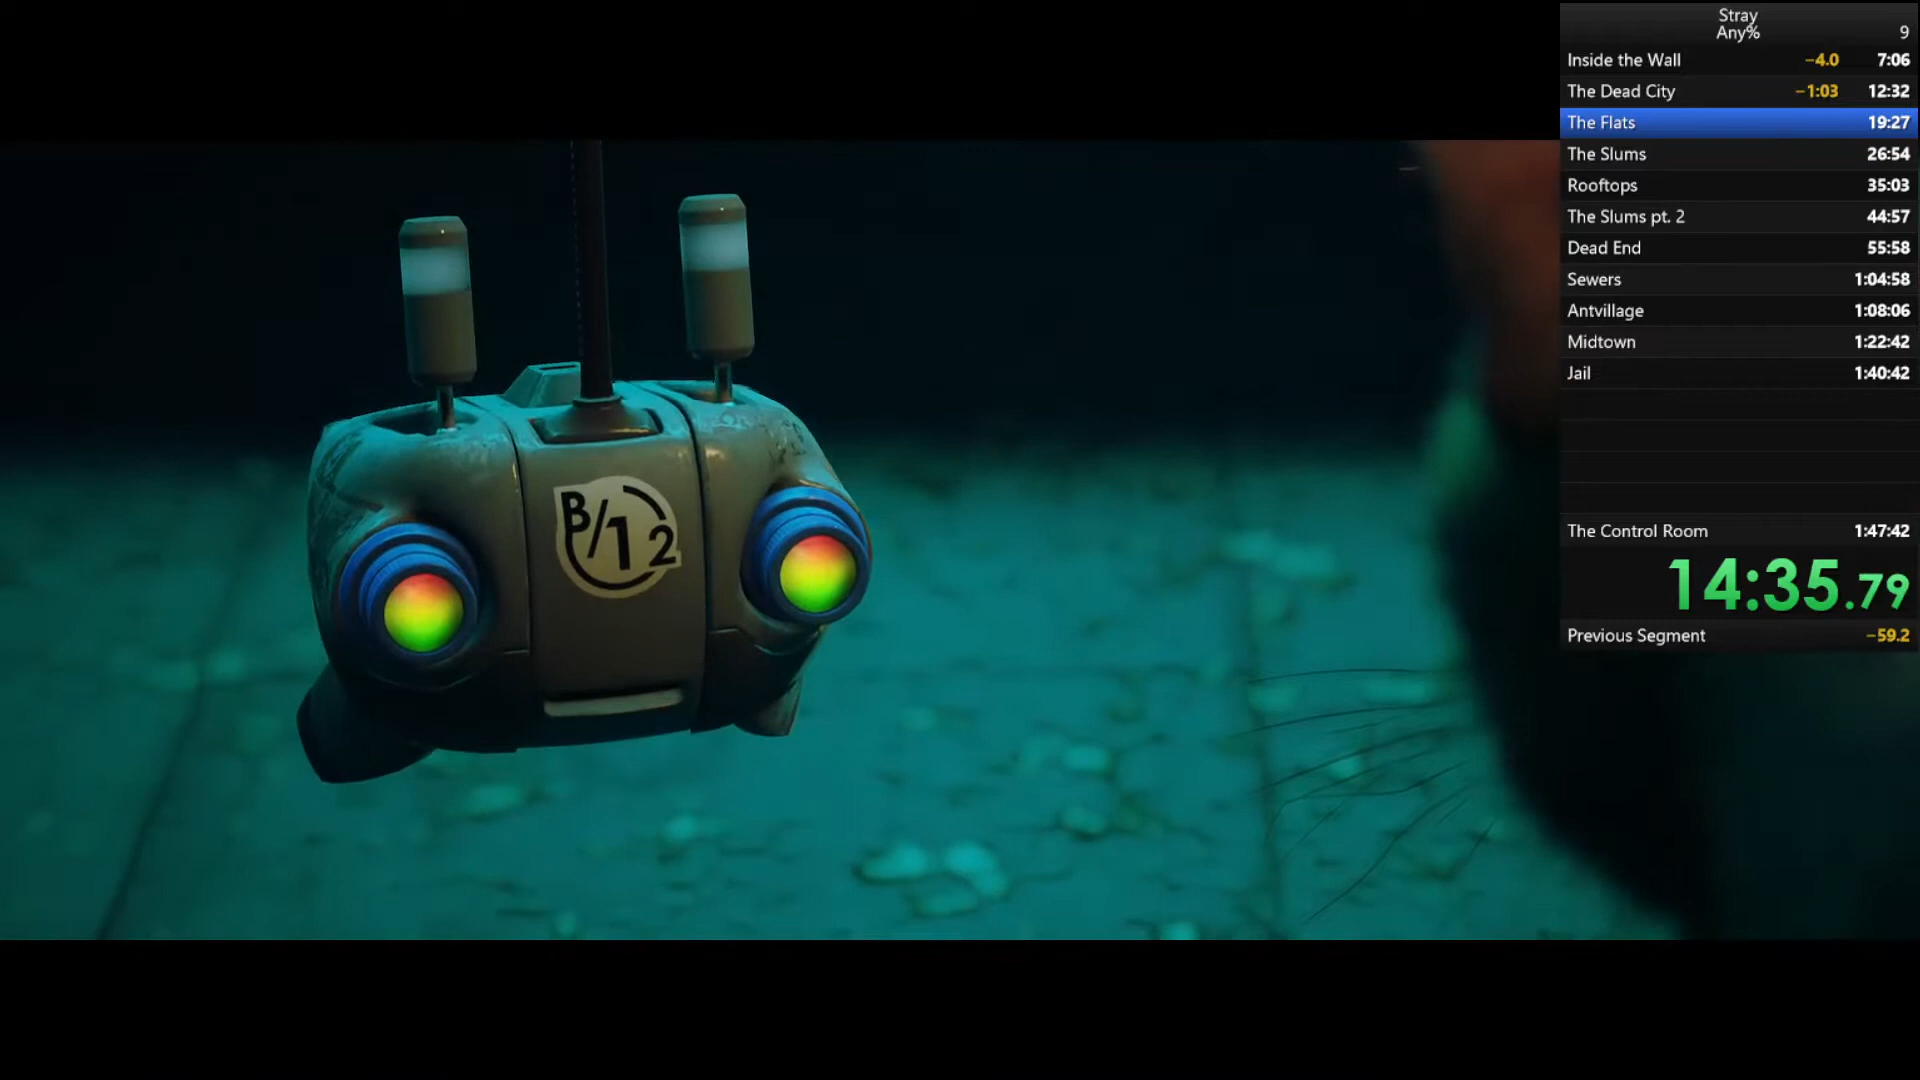 Stray
Any%
9
Inside the Wall −4.0 7:06
The Dead City −1:03 12:32
The Flats 19:27
The Slums 26:54
Rooftops 35:03
The Slums pt. 2 44:57
Dead End 55:58
Sewers 1:04:58
Antvillage 1:08:06
Midtown 1:22:42
Jail 1:40:42
The Control Room 1:47:42
14:35.79
Previous Segment −59.2
B/12